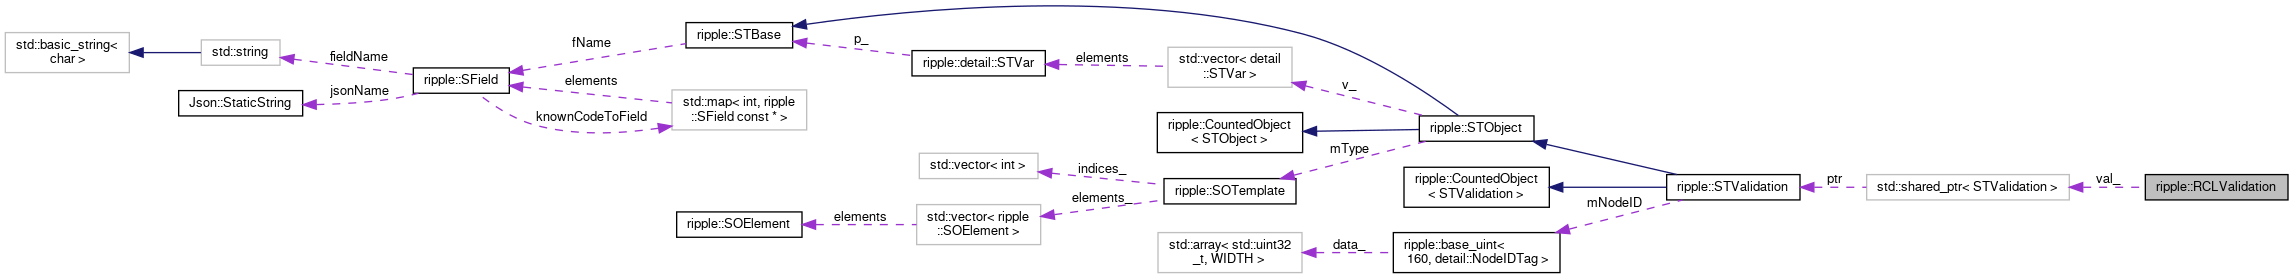 std::basic_string<
char >
std::string
fieldName
ripple::SField
jsonName
Json::StaticString
fName
elements
knownCodeToField
ripple::STBase
std::map< int, ripple
::SField const * >
p_
ripple::detail::STVar
elements
std::vector< detail
::STVar >
v_
ripple::CountedObject
< STObject >
ripple::STObject
mType
std::vector< int >
indices_
ripple::SOTemplate
elements_
ripple::SOElement
elements
std::vector< ripple
::SOElement >
ripple::CountedObject
< STValidation >
ripple::STValidation
mNodeID
std::array< std::uint32
_t, WIDTH >
data_
ripple::base_uint<
160, detail::NodeIDTag >
ptr
std::shared_ptr< STValidation >
val_
ripple::RCLValidation